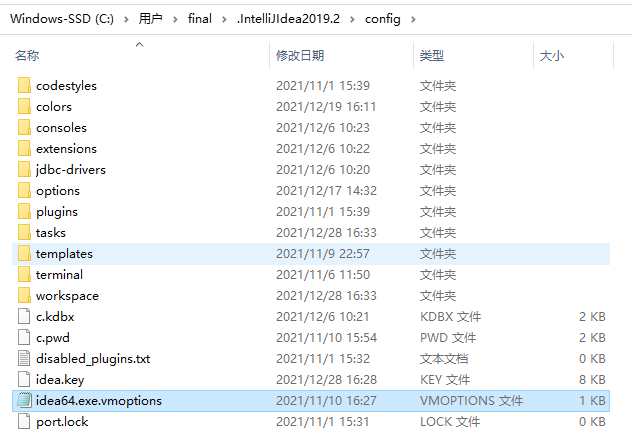 Windows-SSD (C:) > 用户 > final > .IntelliJIdea2019.2 > config >
名称 修改日期 类型 大小
codestyles 2021/11/1 15:39 文件夹
colors 2021/12/19 16:11 文件夹
consoles 2021/12/6 10:23 文件夹
extensions 2021/12/6 10:22 文件夹
jdbc-drivers 2021/12/6 10:20 文件夹
options 2021/12/17 14:32 文件夹
plugins 2021/11/1 15:39 文件夹
tasks 2021/12/28 16:33 文件夹
templates 2021/11/9 22:57 文件夹
terminal 2021/11/6 11:50 文件夹
workspace 2021/12/28 16:33 文件夹
c.kdbx 2021/12/6 10:21 KDBX 文件 2 KB
c.pwd 2021/11/10 15:54 PWD 文件 2 KB
disabled_plugins.txt 2021/11/1 15:32 文本文档 0 KB
idea.key 2021/12/28 16:28 KEY 文件 8 KB
idea64.exe.vmoptions 2021/11/10 16:27 VMOPTIONS 文件 1 KB
port.lock 2021/11/1 15:31 LOCK 文件 0 KB